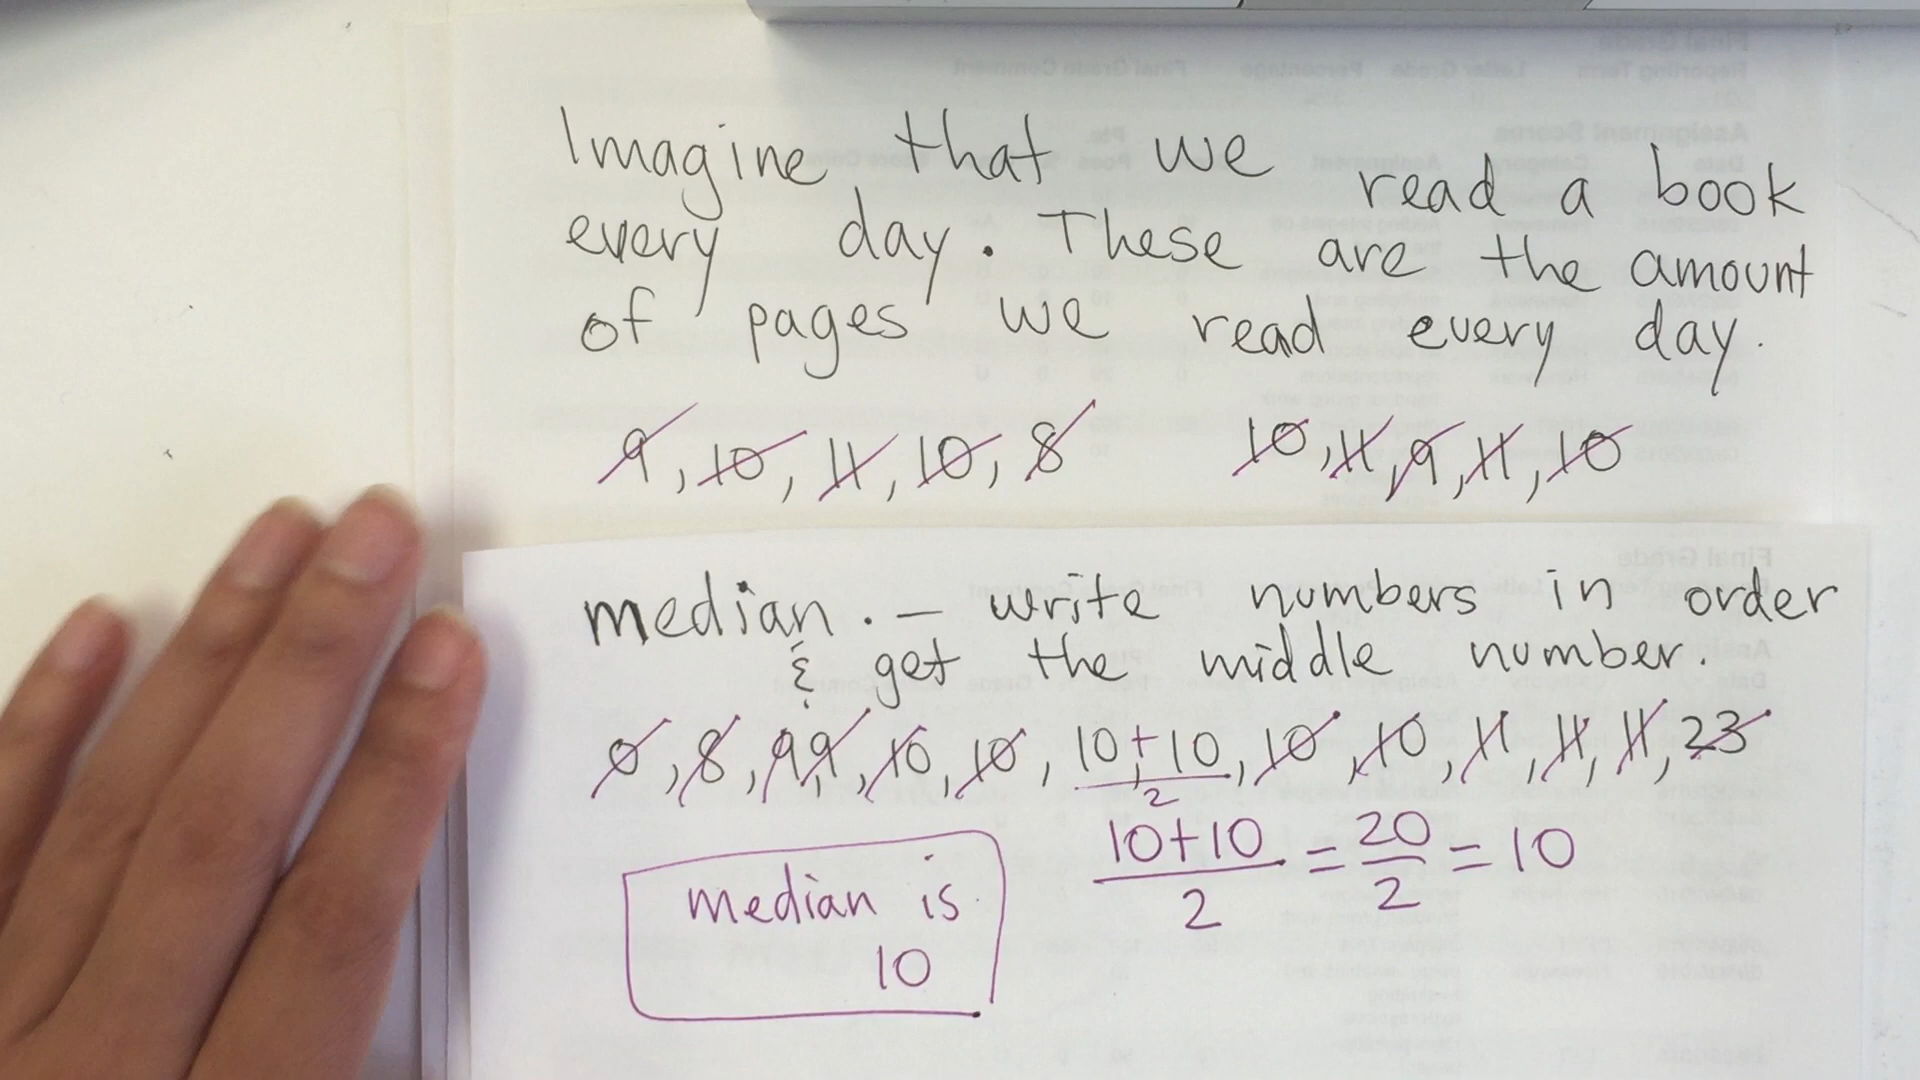 Imagine that we read a book
every day. These are the amount
of pages we read every day.
9, 10, 11, 10, 8 10, 11, 9, 11, 10
median. - write numbers in order
& get the middle number.
0, 8, 9, 9, 10, 10, 10+10, 10, 10, 11, 11, 11, 23
2
10+10 = 20 = 10
2 2
median is
10